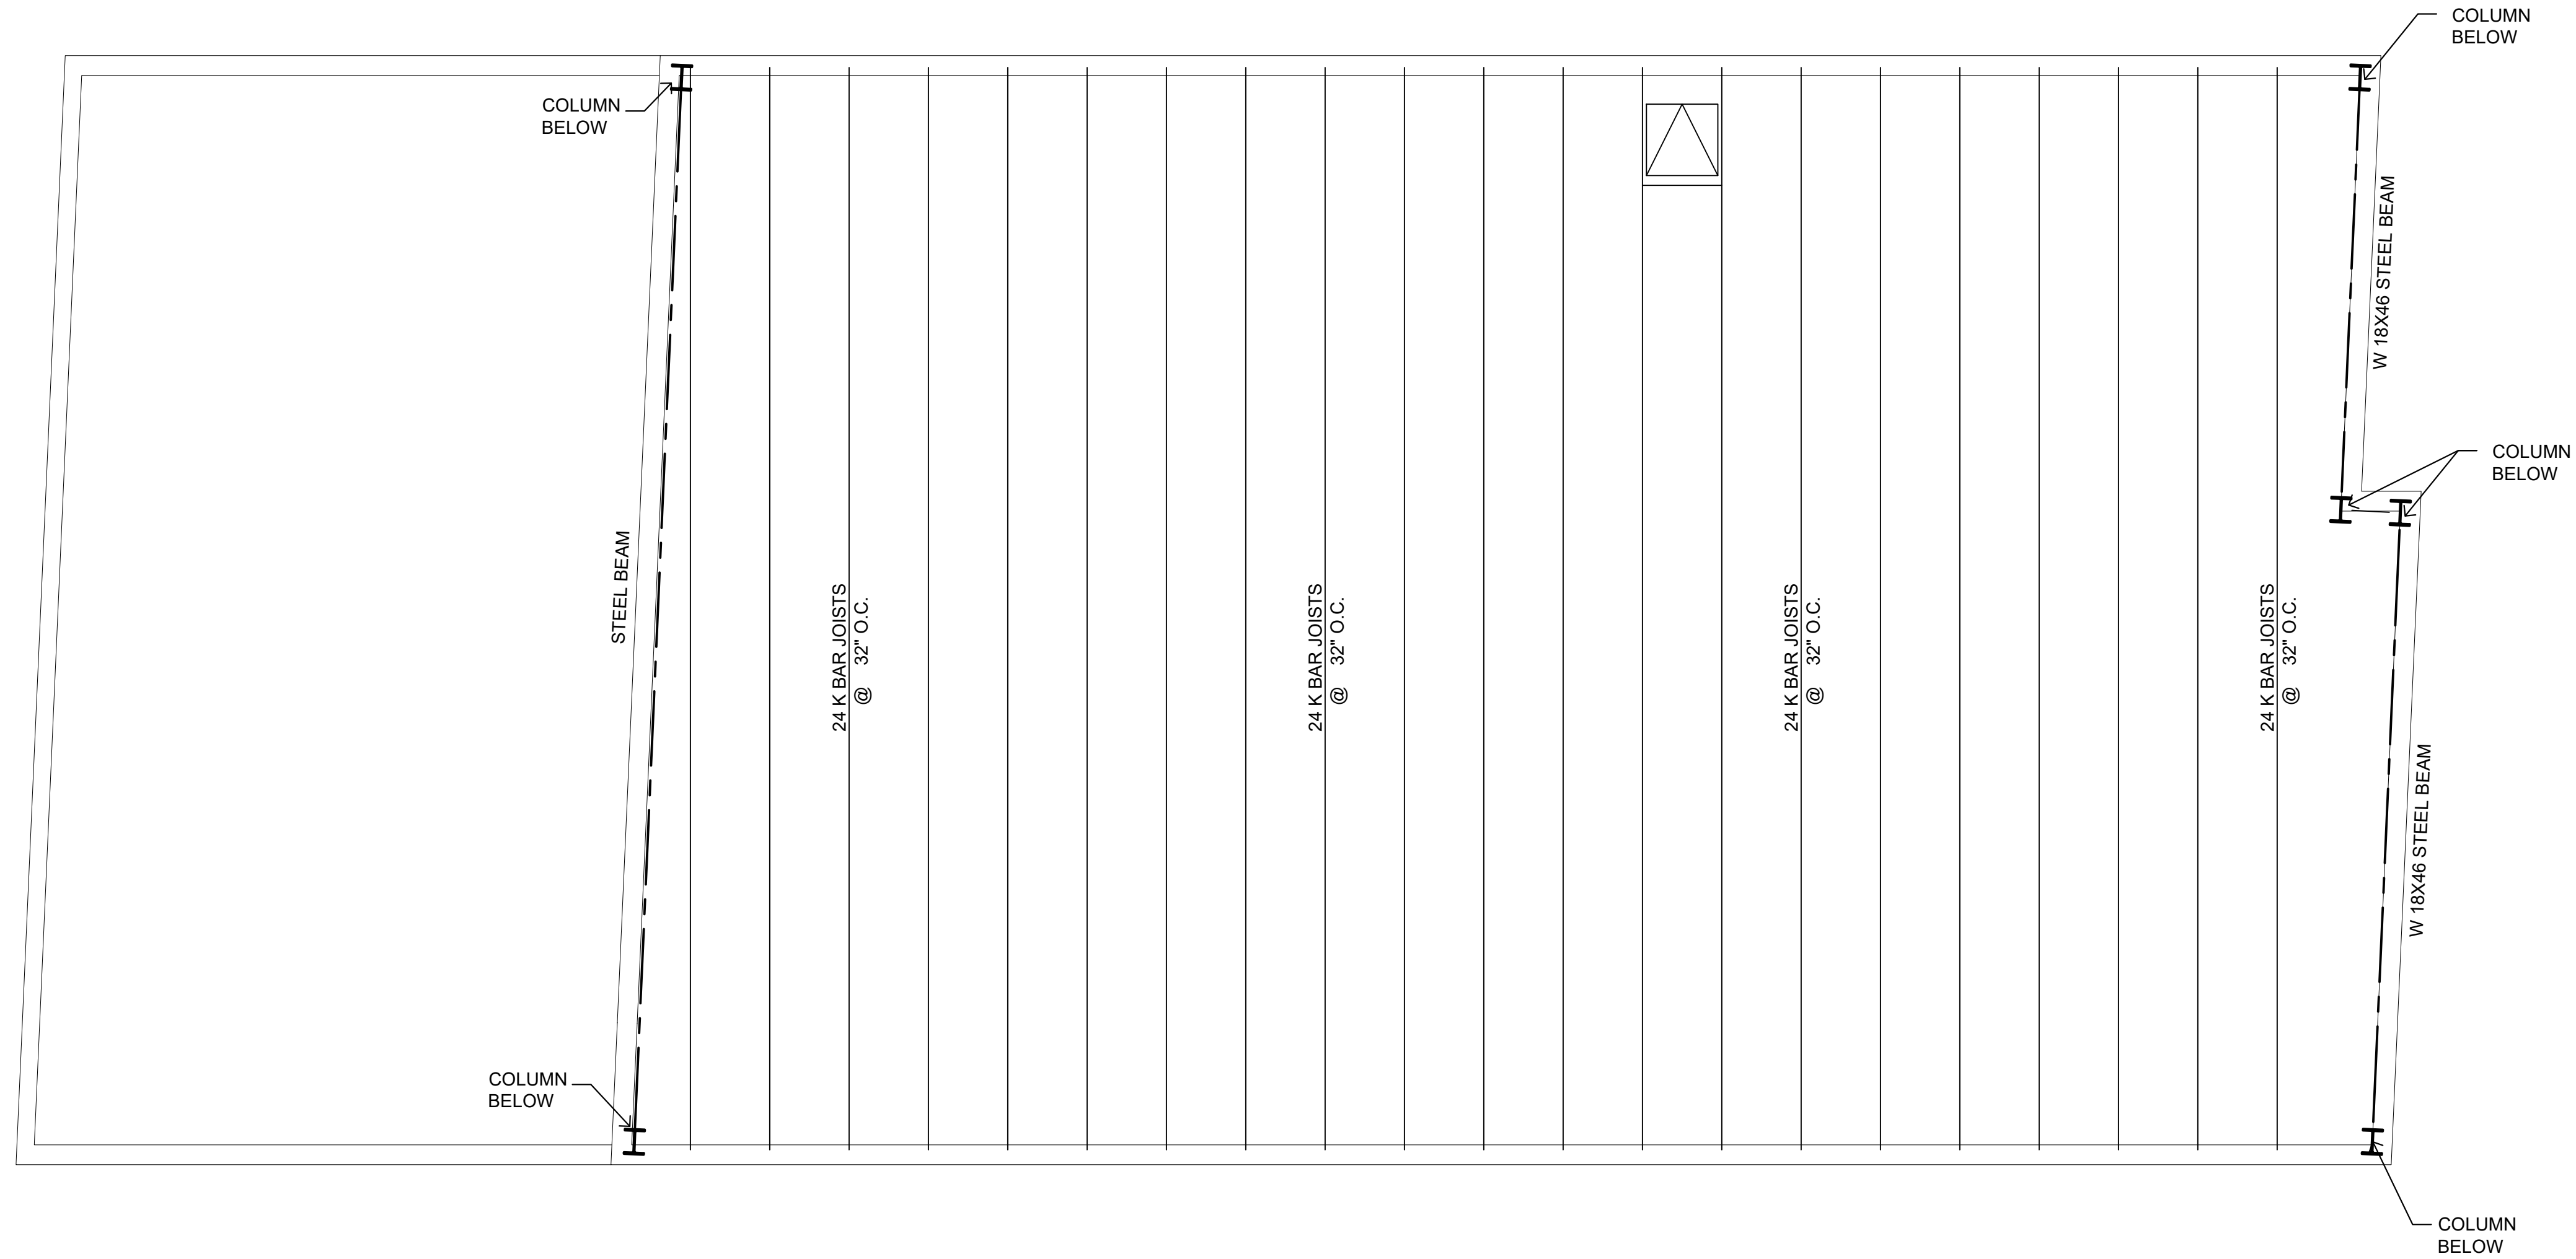 COLUMN
BELOW
COLUMN
BELOW
W 18X46 STEEL BEAM
COLUMN
BELOW
STEEL BEAM
24 K BAR JOISTS
@ 32" O.C.
24 K BAR JOISTS
@ 32" O.C.
24 K BAR JOISTS
@ 32" O.C.
24 K BAR JOISTS
@ 32" O.C.
W 18X46 STEEL BEAM
COLUMN
BELOW
COLUMN
BELOW